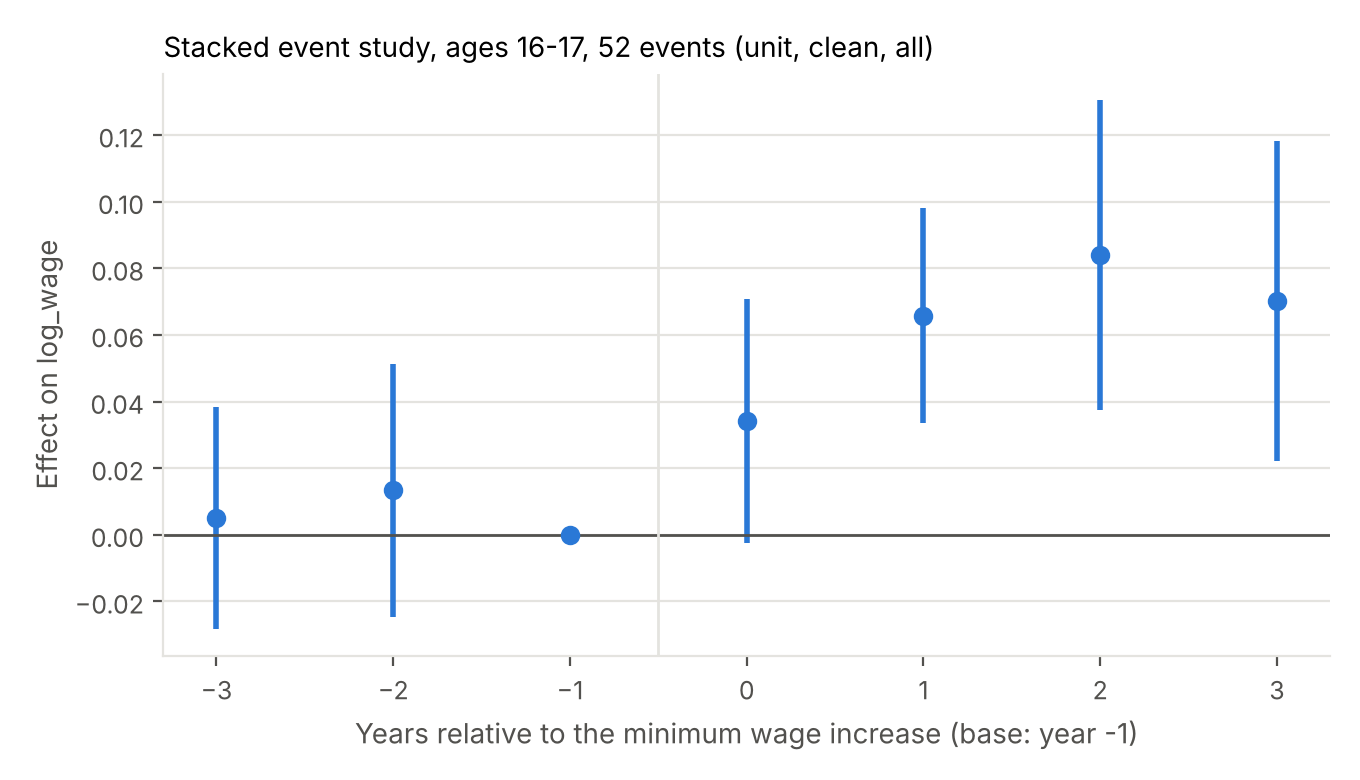 Stacked event study, ages 16-17, 52 events (unit, clean, all)
Effect on log_wage
0.12
0.10
0.08
0.06
0.04
0.02
0.00
−0.02
−3 −2 −1 0 1 2 3
Years relative to the minimum wage increase (base: year -1)